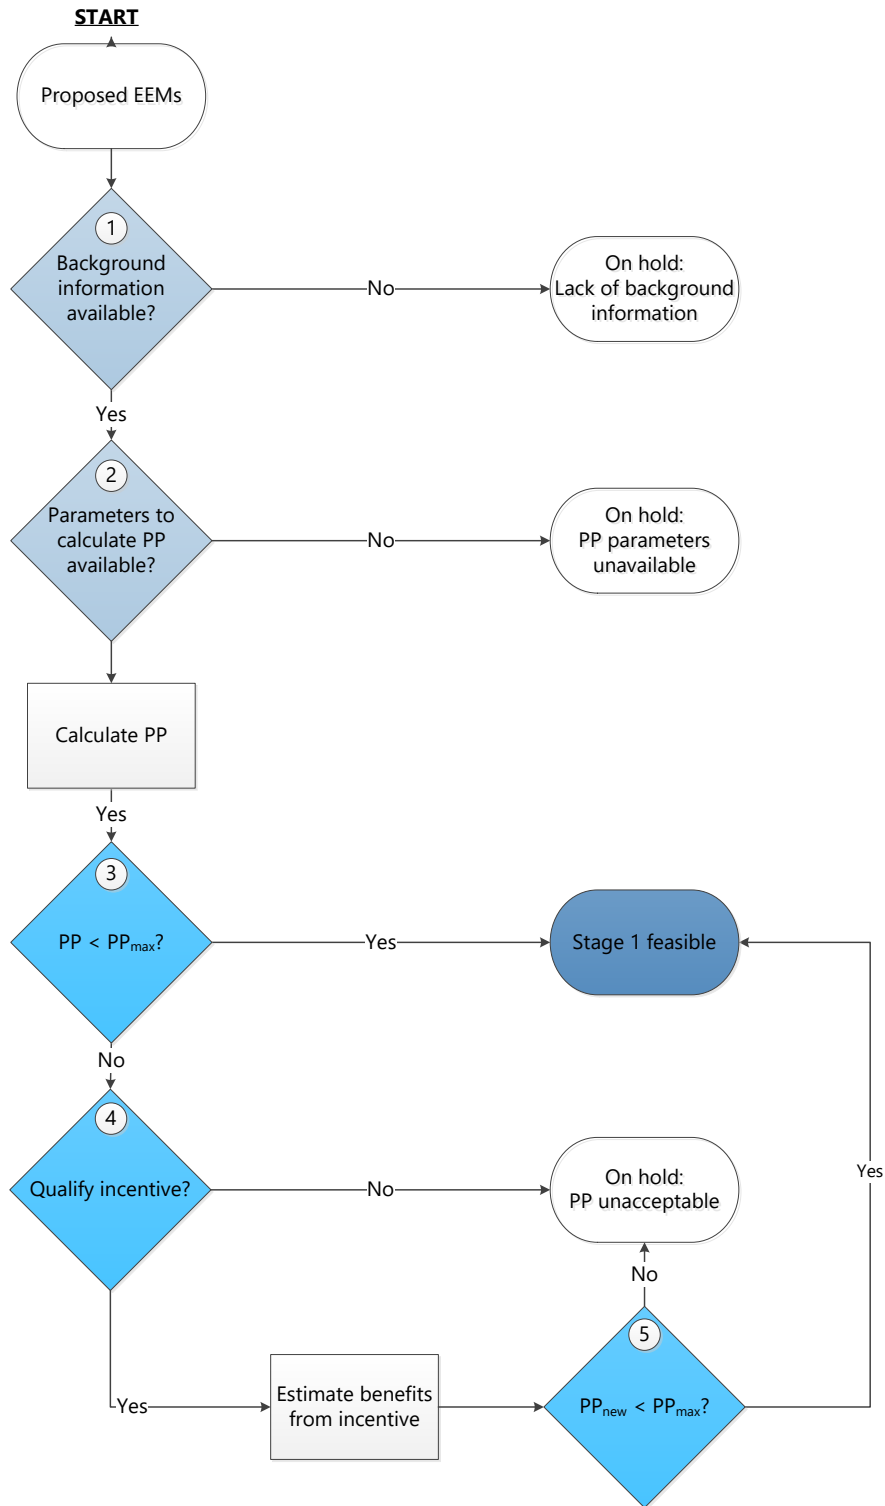 START
Proposed EEMs
1
Background
information
available?
No
On hold:
Lack of background
information
Yes
2
Parameters to
calculate PP
available?
No
On hold:
PP parameters
unavailable
Calculate PP
Yes
3
PP < PPmax?
Yes
Stage 1 feasible
No
4
Qualify incentive?
No
On hold:
PP unacceptable
Yes
No
5
Yes
Estimate benefits
from incentive
PPnew < PPmax?